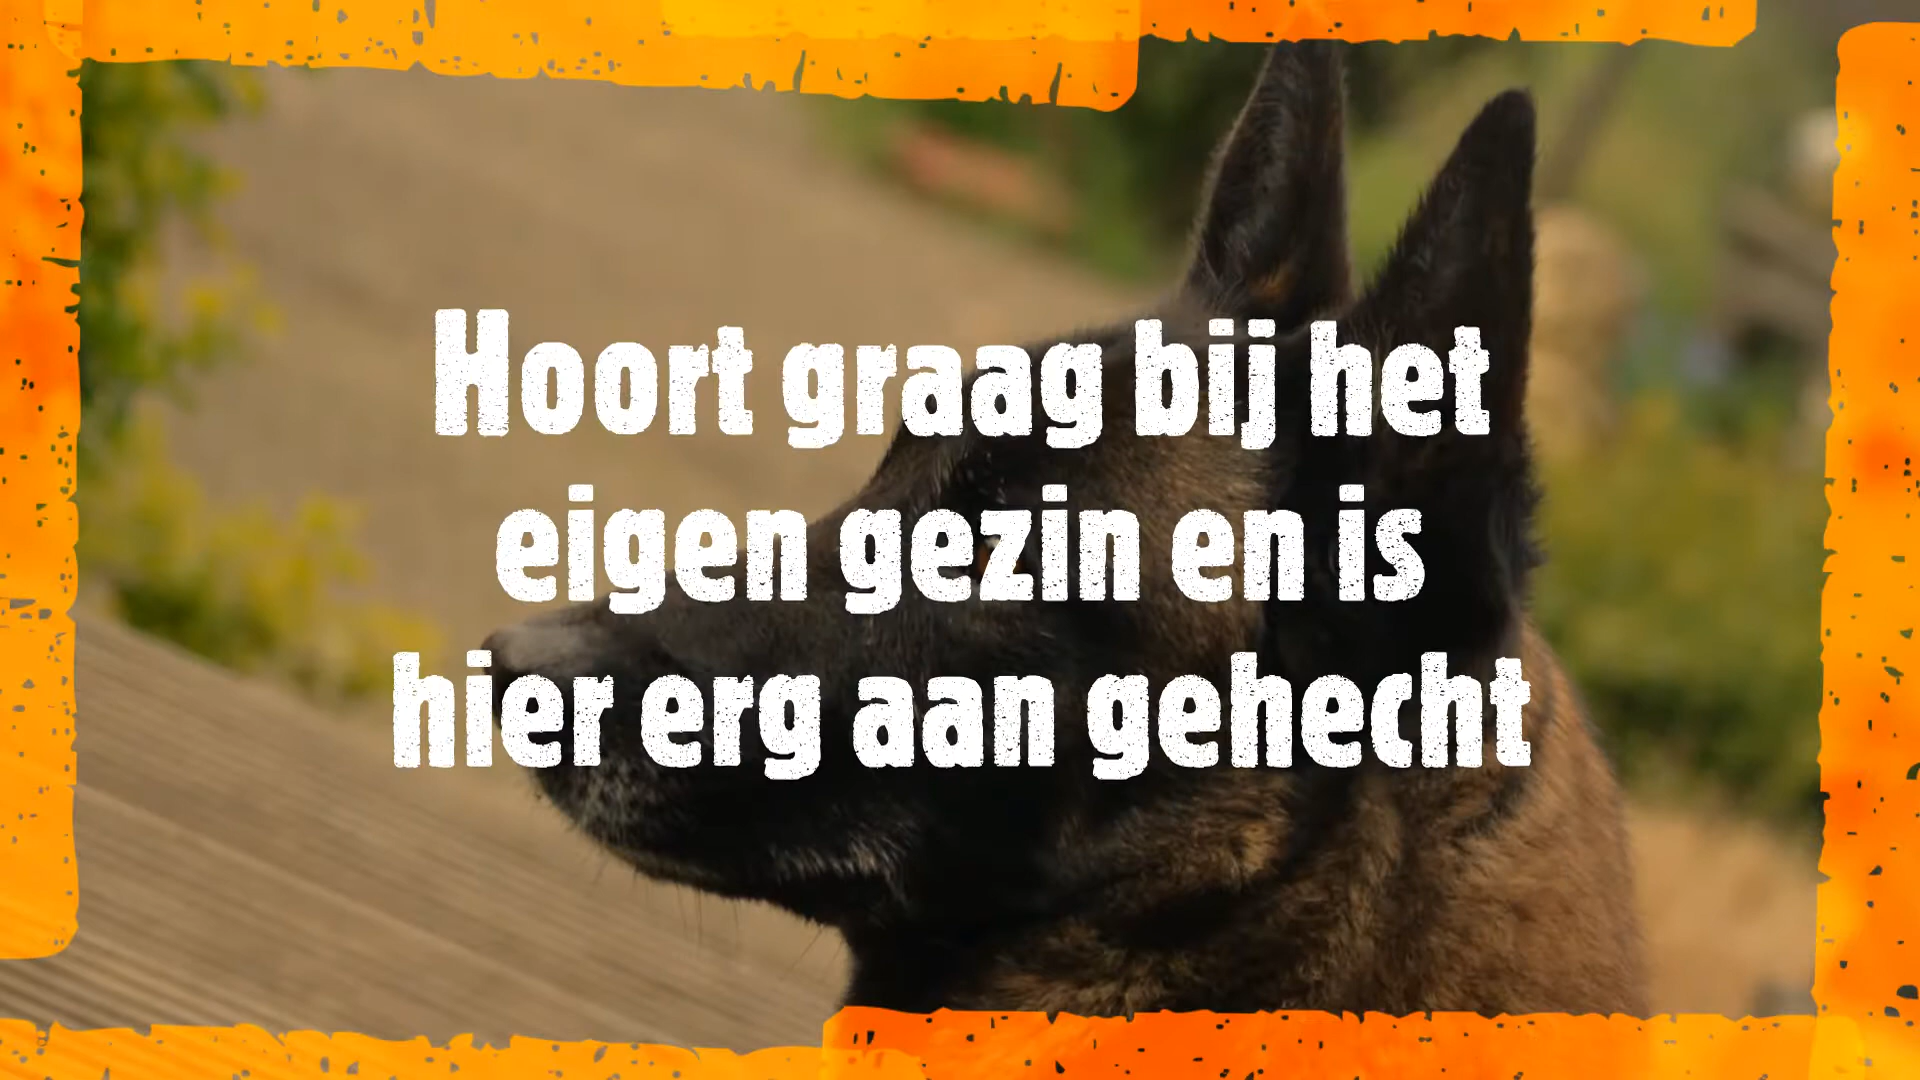 Hoort graag bij het
eigen gezin en is
hier erg aan gehecht